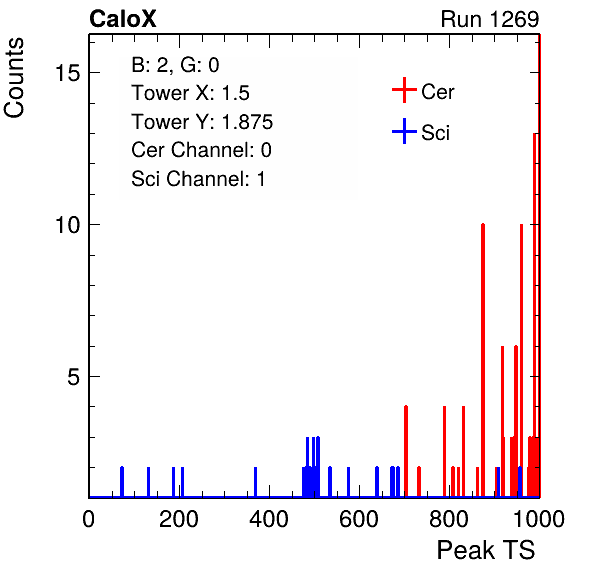 CaloX Run 1269
Counts
15
10
5
B: 2, G: 0
Tower X: 1.5
Tower Y: 1.875
Cer Channel: 0
Sci Channel: 1
Cer
Sci
0 200 400 600 800 1000
Peak TS